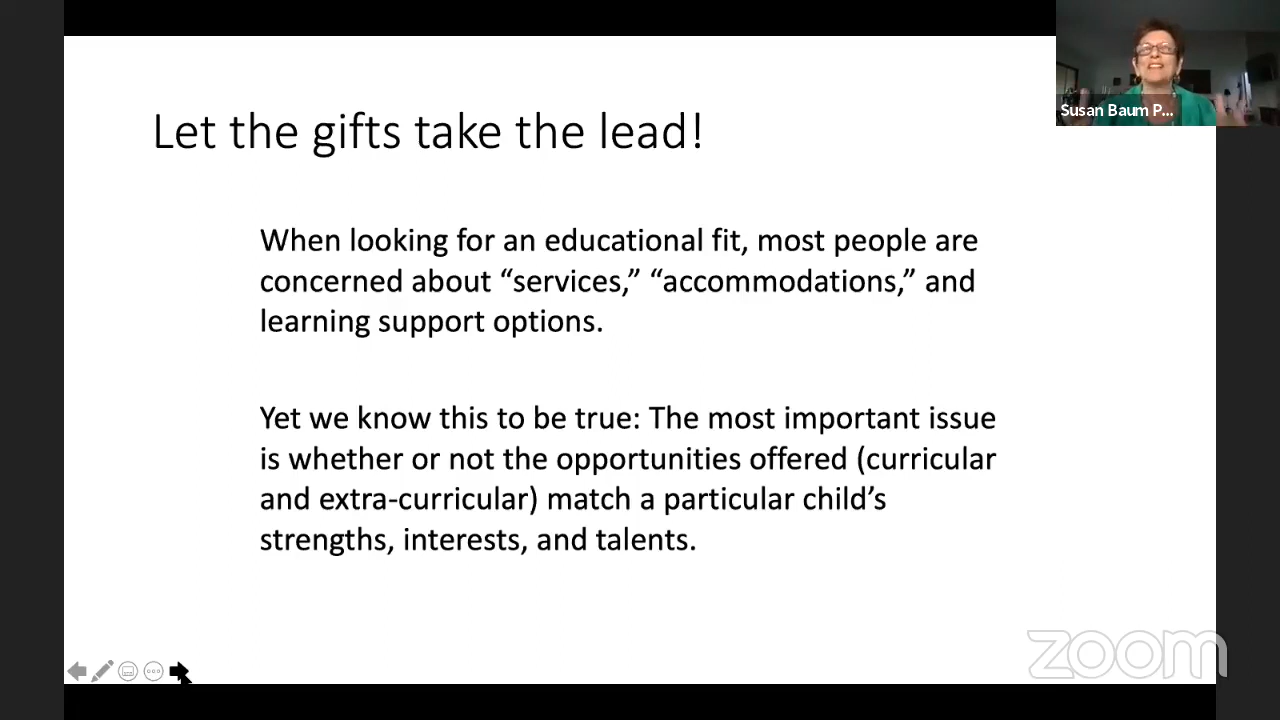 Susan Baum P...
Let the gifts take the lead!
When looking for an educational fit, most people are
concerned about “services,” “accommodations,” and
learning support options.
Yet we know this to be true: The most important issue
is whether or not the opportunities offered (curricular
and extra-curricular) match a particular child’s
strengths, interests, and talents.
zoom